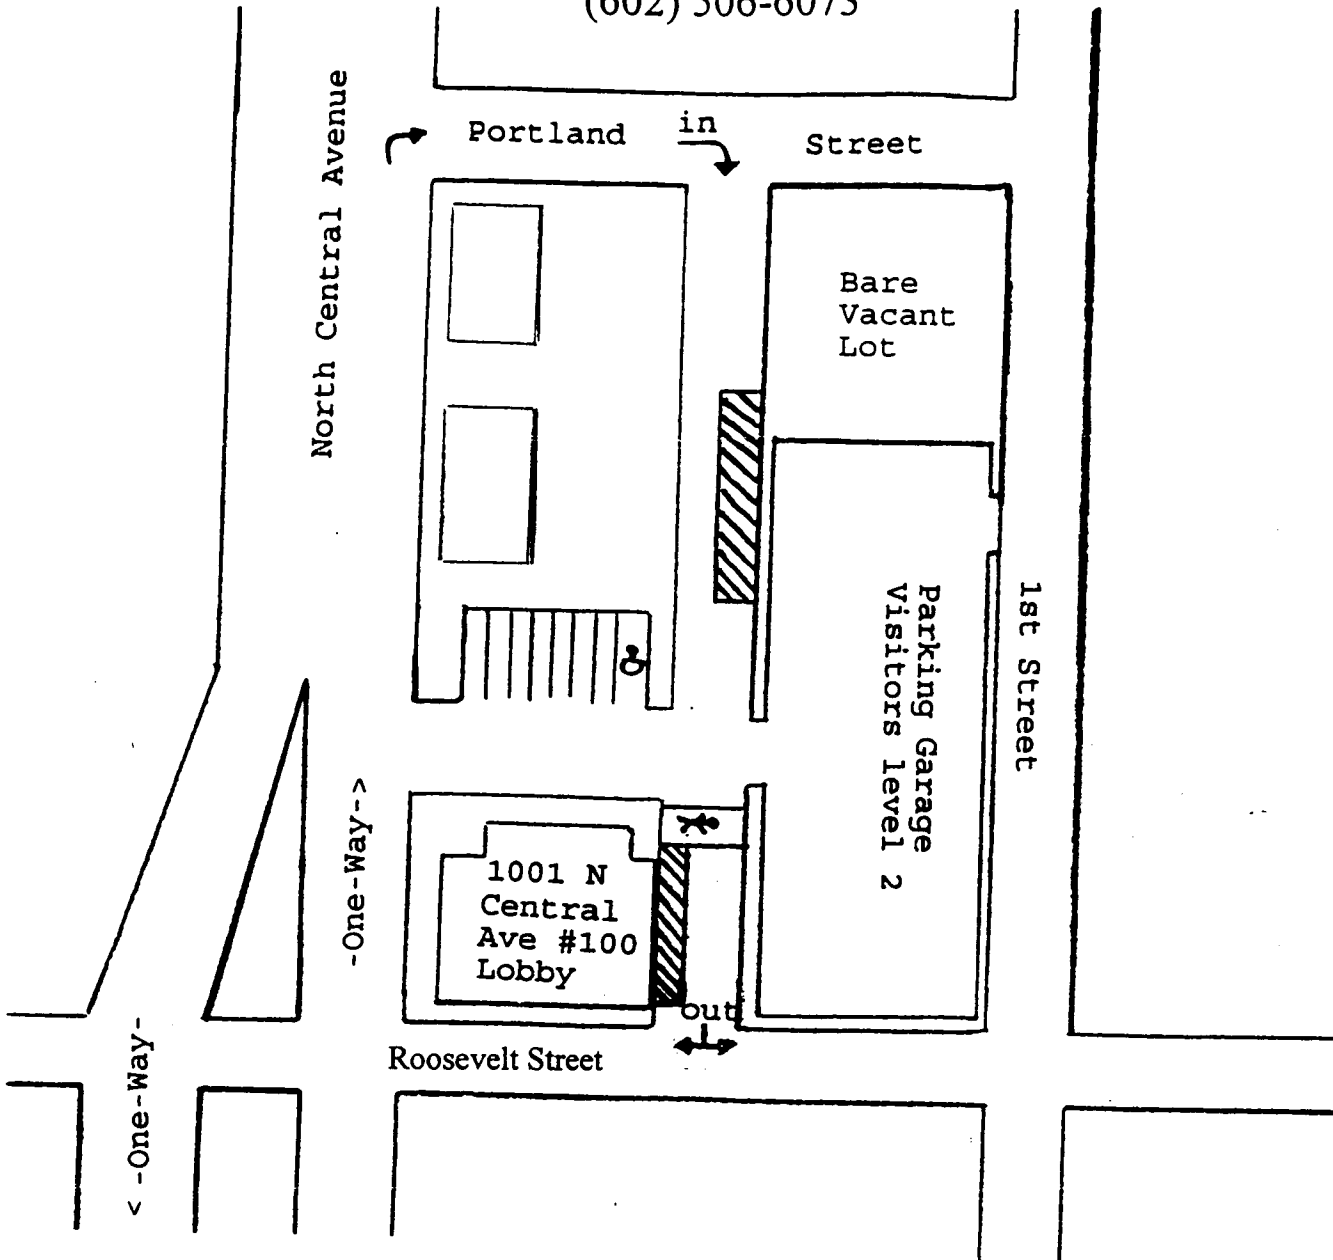 (602) 506-6073
North Central Avenue
Portland
in
Street
Bare
Vacant
Lot
Parking Garage
Visitors level 2
1st Street
-One-Way->
1001 N
Central
Ave #100
Lobby
out
Roosevelt Street
< -One-Way-